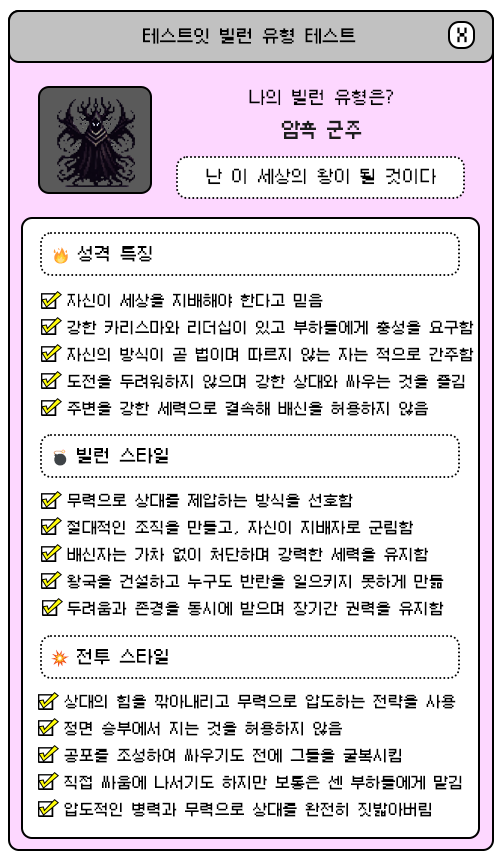 테스트잇 빌런 유형 테스트
X
나의 빌런 유형은?
암흑 군주
난 이 세상의 왕이 될 것이다
성격 특징
자신이 세상을 지배해야 한다고 믿음
강한 카리스마와 리더십이 있고 부하들에게 충성을 요구함
자신의 방식이 곧 법이며 따르지 않는 자는 적으로 간주함
도전을 두려워하지 않으며 강한 상대와 싸우는 것을 즐김
주변을 강한 세력으로 결속해 배신을 허용하지 않음
빌런 스타일
무력으로 상대를 제압하는 방식을 선호함
절대적인 조직을 만들고, 자신이 지배자로 군림함
배신자는 가차 없이 처단하며 강력한 세력을 유지함
왕국을 건설하고 누구도 반란을 일으키지 못하게 만듦
두려움과 존경을 동시에 받으며 장기간 권력을 유지함
전투 스타일
상대의 힘을 깎아내리고 무력으로 압도하는 전략을 사용
정면 승부에서 지는 것을 허용하지 않음
공포를 조성하여 싸우기도 전에 그들을 굴복시킴
직접 싸움에 나서기도 하지만 보통은 센 부하들에게 맡김
압도적인 병력과 무력으로 상대를 완전히 짓밟아버림